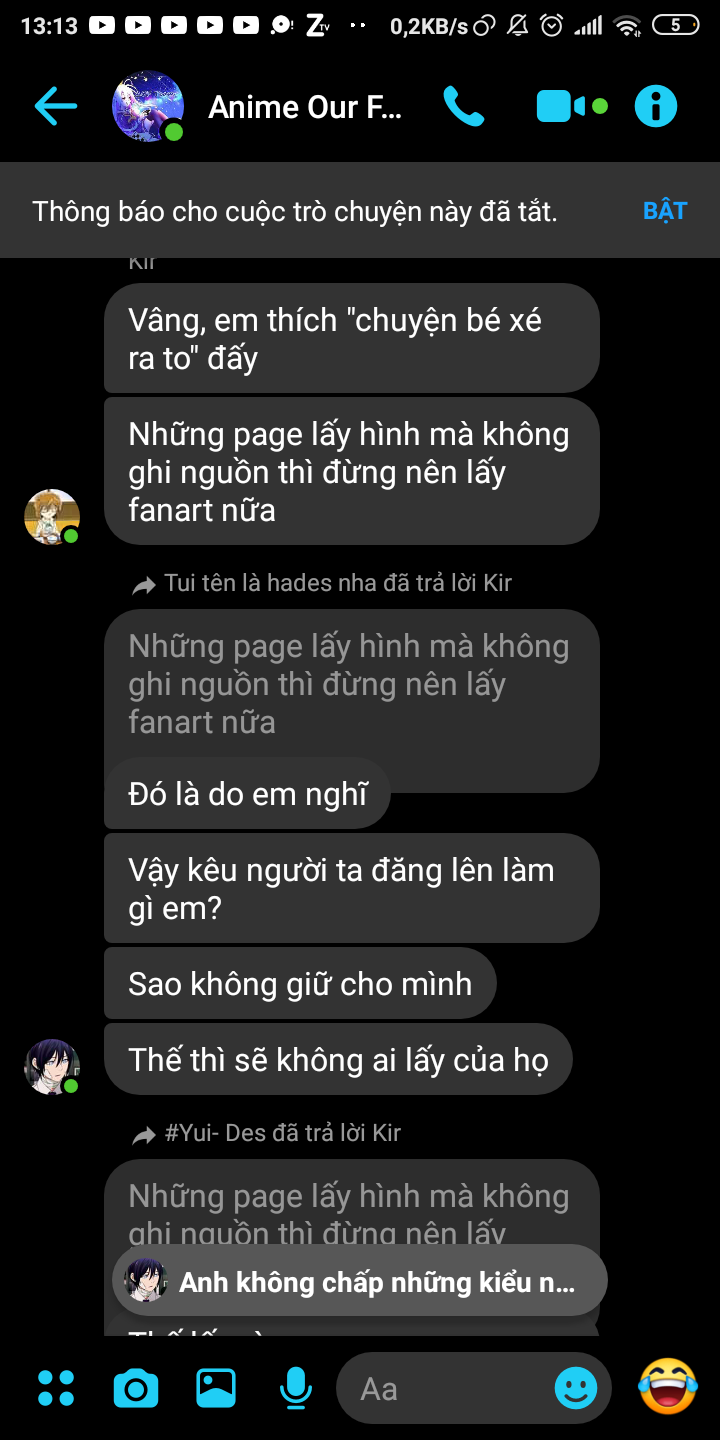 13:13
0,2KB/s
5
Anime Our F...
Thông báo cho cuộc trò chuyện này đã tắt.
BẬT
Kir
Vâng, em thích "chuyện bé xé
ra to" đấy
Những page lấy hình mà không
ghi nguồn thì đừng nên lấy
fanart nữa
Tui tên là hades nha đã trả lời Kir
Những page lấy hình mà không
ghi nguồn thì đừng nên lấy
fanart nữa
Đó là do em nghĩ
Vậy kêu người ta đăng lên làm
gì em?
Sao không giữ cho mình
Thế thì sẽ không ai lấy của họ
#Yui- Des đã trả lời Kir
Những page lấy hình mà không
ghi nguồn thì đừng nên lấy
Anh không chấp những kiểu n...
Aa